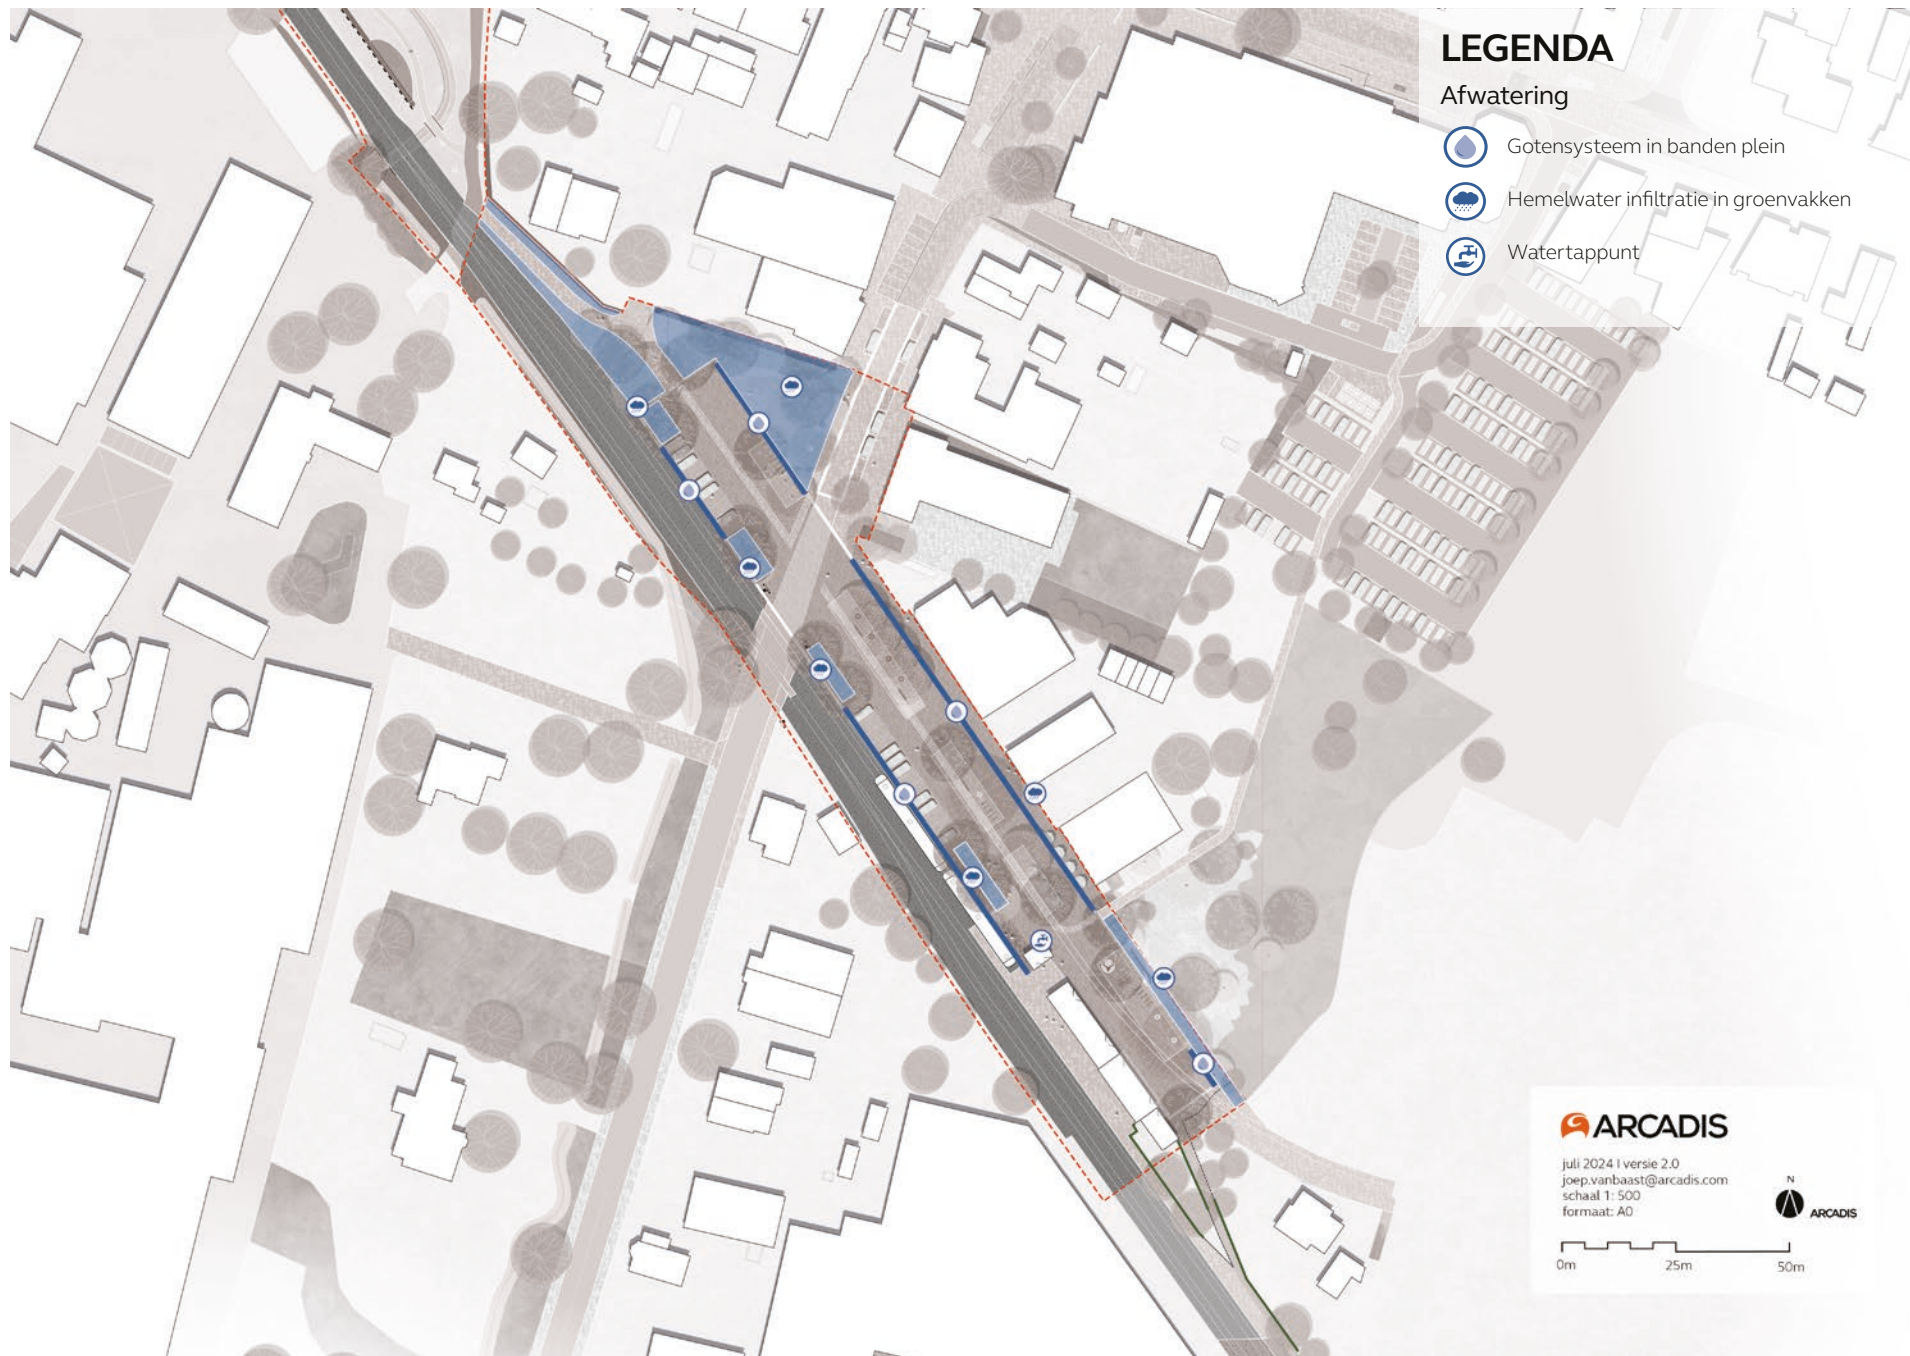 LEGENDA
Afwatering
Gotensysteem in banden plein
Hemelwater infiltratie in groenvakken
Watertappunt
ARCADIS
juli 2024 I versie 2.0
joep.vanbaast@arcadis.com
schaal 1: 500
formaat: A0
N
ARCADIS
0m 25m 50m